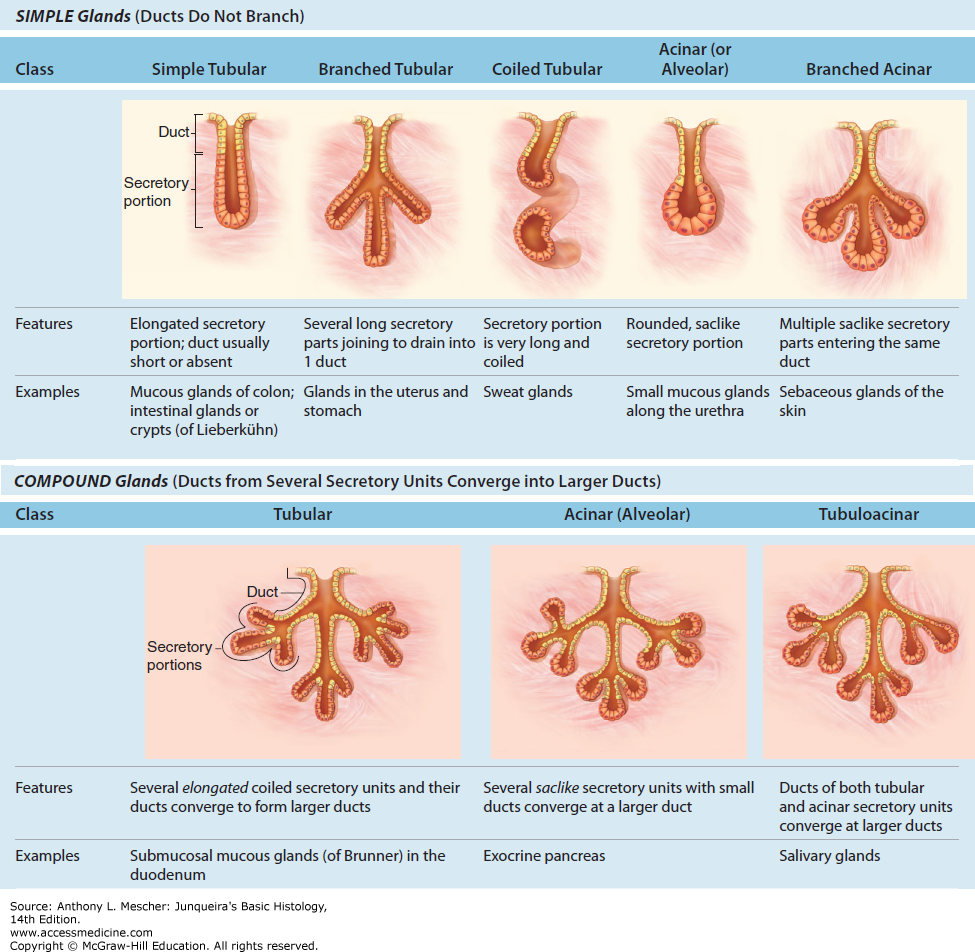 SIMPLE Glands (Ducts Do Not Branch)
Class
Simple Tubular
Branched Tubular
Coiled Tubular
Acinar (or
Alveolar)
Branched Acinar
Duct
Secretory
portion
Features
Elongated secretory
portion; duct usually
short or absent
Several long secretory
parts joining to drain into
1 duct
Secretory portion
is very long and
coiled
Rounded, saclike
secretory portion
Multiple saclike secretory
parts entering the same
duct
Examples
Mucous glands of colon;
intestinal glands or
crypts (of Lieberkühn)
Glands in the uterus and
stomach
Sweat glands
Small mucous glands
along the urethra
Sebaceous glands of the
skin
COMPOUND Glands (Ducts from Several Secretory Units Converge into Larger Ducts)
Class
Tubular
Acinar (Alveolar)
Tubuloacinar
Duct
Secretory
portions
Features
Several elongated coiled secretory units and their
ducts converge to form larger ducts
Several saclike secretory units with small
ducts converge at a larger duct
Ducts of both tubular
and acinar secretory units
converge at larger ducts
Examples
Submucosal mucous glands (of Brunner) in the
duodenum
Exocrine pancreas
Salivary glands
Source: Anthony L. Mescher: Junqueira's Basic Histology,
14th Edition.
www.accessmedicine.com
Copyright © McGraw-Hill Education. All rights reserved.